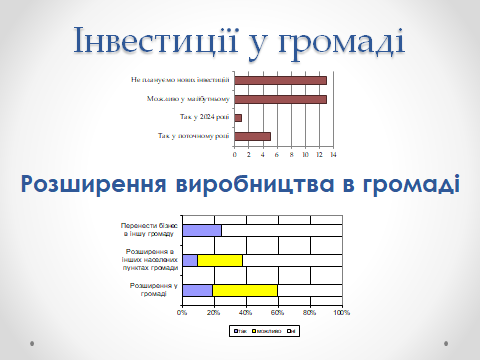 Інвестиції у громаді
Не плануємо нових інвестицій
Можливо у майбутньому
Так у 2024 році
Так у поточному році
0 2 4 6 8 10 12 14
Розширення виробництва в громаді
Перенести бізнес
в іншу громаду
Розширення в
інших населених
пунктах громади
Розширення у
громаді
0% 20% 40% 60% 80% 100%
так можливо ні